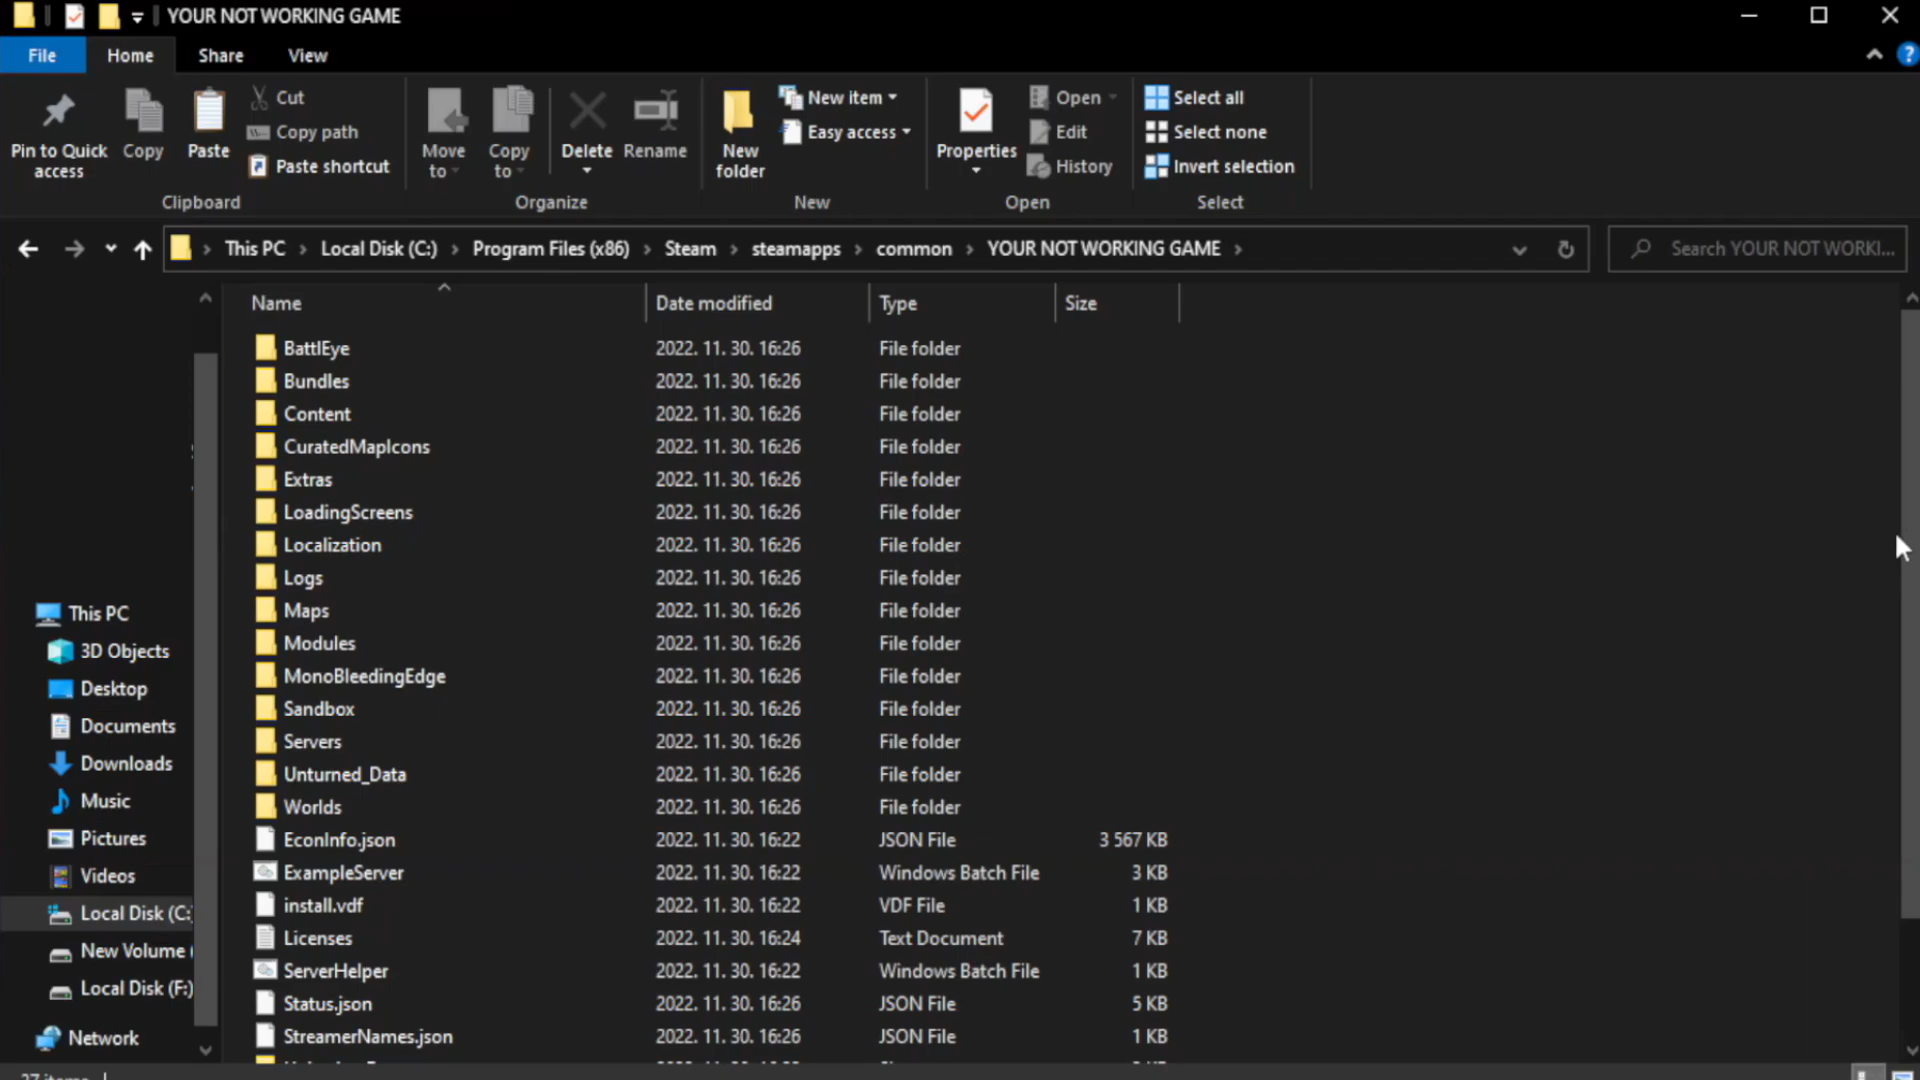 YOUR NOT WORKING GAME
File Home Share View
Pin to Quick access
Copy
Paste
Cut
Copy path
Paste shortcut
Clipboard
Move to
Copy to
Delete
Rename
Organize
New folder
New item
Easy access
New
Properties
Open
Edit
History
Open
Select all
Select none
Invert selection
Select
This PC Local Disk (C:) Program Files (x86) Steam steamapps common YOUR NOT WORKING GAME
Search YOUR NOT WORKI...
Name Date modified Type Size
BattlEye 2022. 11. 30. 16:26 File folder
Bundles 2022. 11. 30. 16:26 File folder
Content 2022. 11. 30. 16:26 File folder
CuratedMapIcons 2022. 11. 30. 16:26 File folder
Extras 2022. 11. 30. 16:26 File folder
LoadingScreens 2022. 11. 30. 16:26 File folder
Localization 2022. 11. 30. 16:26 File folder
Logs 2022. 11. 30. 16:26 File folder
Maps 2022. 11. 30. 16:26 File folder
Modules 2022. 11. 30. 16:26 File folder
MonoBleedingEdge 2022. 11. 30. 16:26 File folder
Sandbox 2022. 11. 30. 16:26 File folder
Servers 2022. 11. 30. 16:26 File folder
Unturned_Data 2022. 11. 30. 16:26 File folder
Worlds 2022. 11. 30. 16:26 File folder
EconInfo.json 2022. 11. 30. 16:22 JSON File 3 567 KB
ExampleServer 2022. 11. 30. 16:22 Windows Batch File 3 KB
install.vdf 2022. 11. 30. 16:22 VDF File 1 KB
Licenses 2022. 11. 30. 16:24 Text Document 7 KB
ServerHelper 2022. 11. 30. 16:22 Windows Batch File 1 KB
Status.json 2022. 11. 30. 16:26 JSON File 5 KB
StreamerNames.json 2022. 11. 30. 16:26 JSON File 1 KB
This PC
3D Objects
Desktop
Documents
Downloads
Music
Pictures
Videos
Local Disk (C:)
New Volume (
Local Disk (F:)
Network